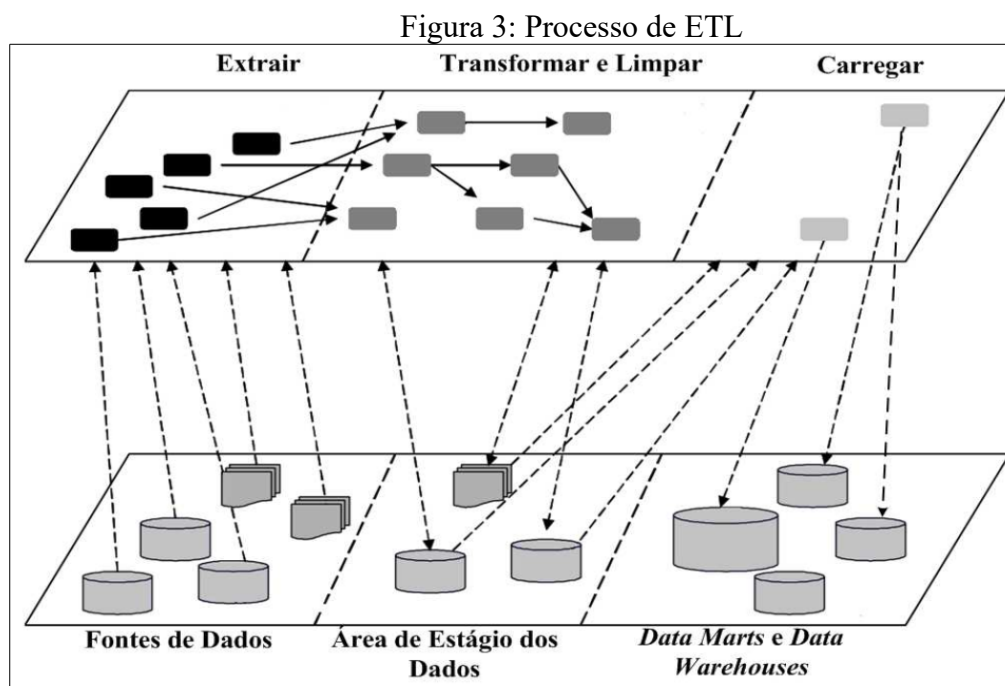 Figura 3: Processo de ETL
Extrair
Transformar e Limpar
Carregar
Fontes de Dados
Área de Estágio dos
Dados
Data Marts e Data
Warehouses